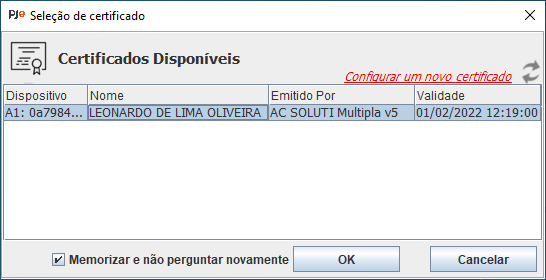 PJe Seleção de certificado
Certificados Disponíveis
Configurar um novo certificado
Dispositivo Nome Emitido Por Validade
A1: 0a7984... LEONARDO DE LIMA OLIVEIRA AC SOLUTI Multipla v5 01/02/2022 12:19:00
Memorizar e não perguntar novamente OK Cancelar